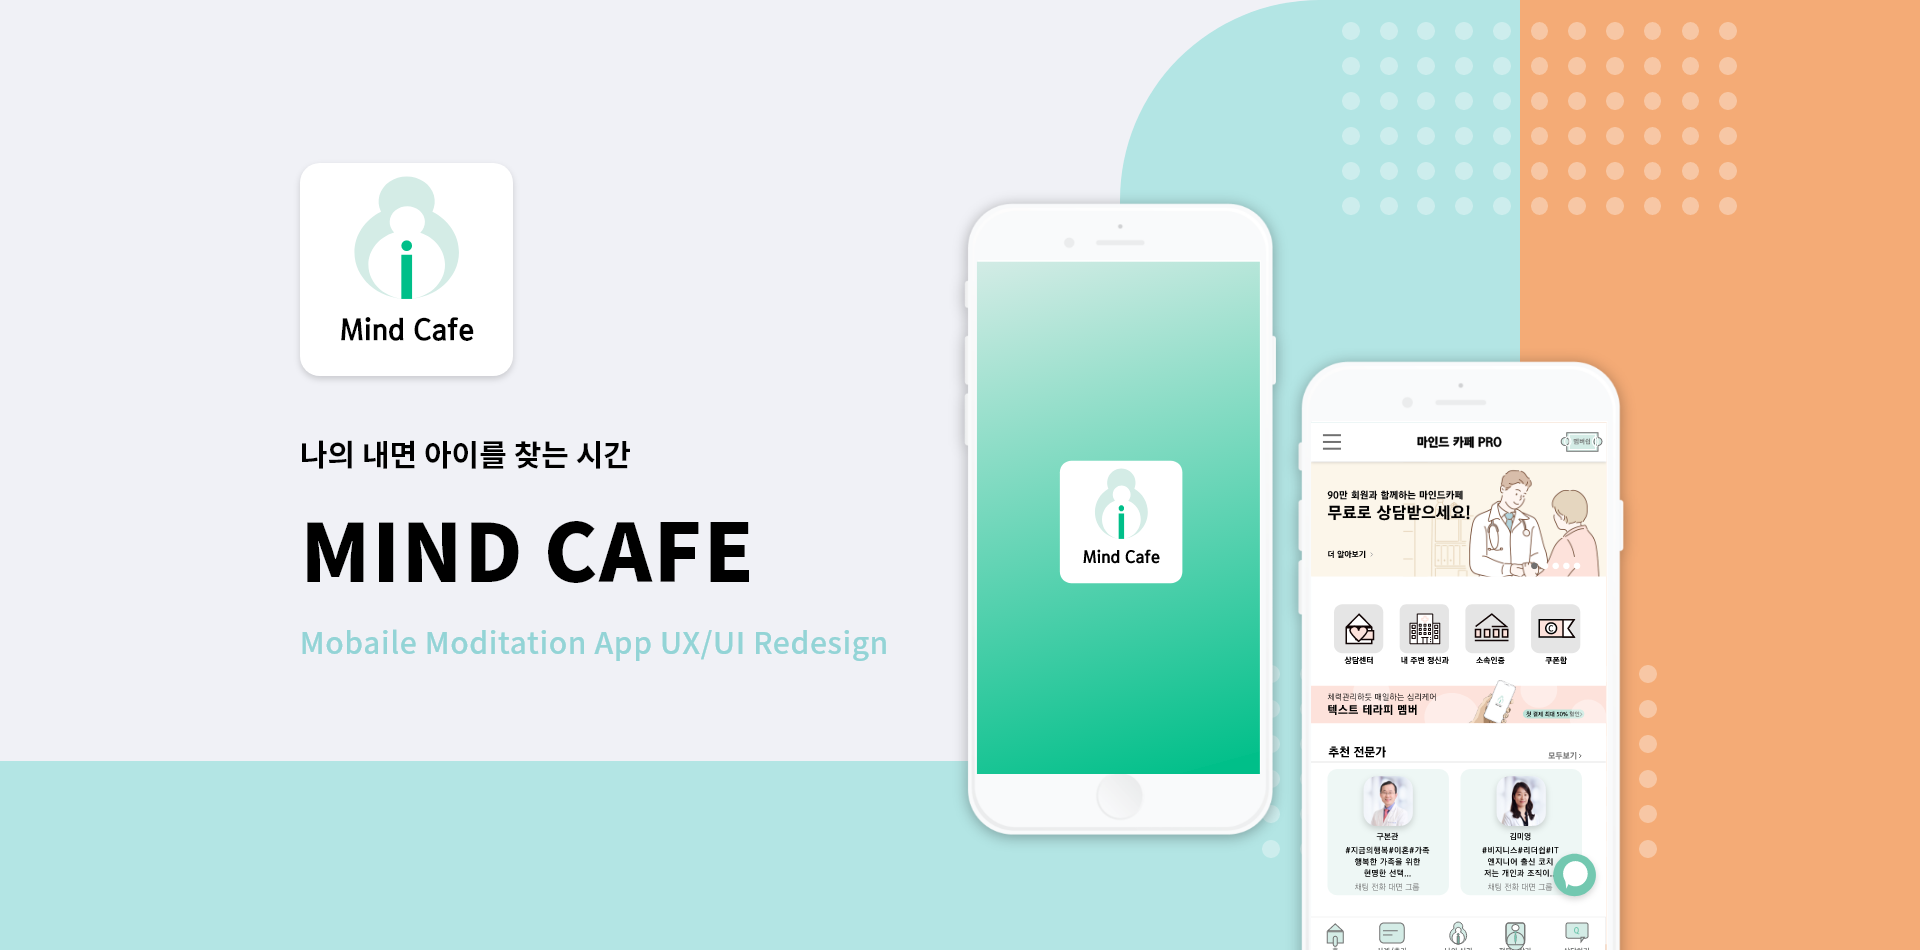 Mind Cafe
나의 내면 아이를 찾는 시간
MIND CAFE
Mobaile Moditation App UX/UI Redesign
Mind Cafe
마인드 카페 PRO
멤버쉽
90만 회원과 함께하는 마인드카페
무료로 상담받으세요!
더 알아보기 >
상담센터
내 주변 정신과
소속인증
쿠폰함
체력관리하듯 매일하는 심리케어
텍스트 테라피 멤버
첫 결제 최대 50% 할인>
추천 전문가
모두보기 >
구본관
#지금의행복#이혼#가족
행복한 가족을 위한
현명한 선택...
채팅 전화 대면 그룹
김미영
#비지니스#리더쉽#IT
엔지니어 출신 코치
저는 개인과 조직이..
채팅 전화 대면 그룹